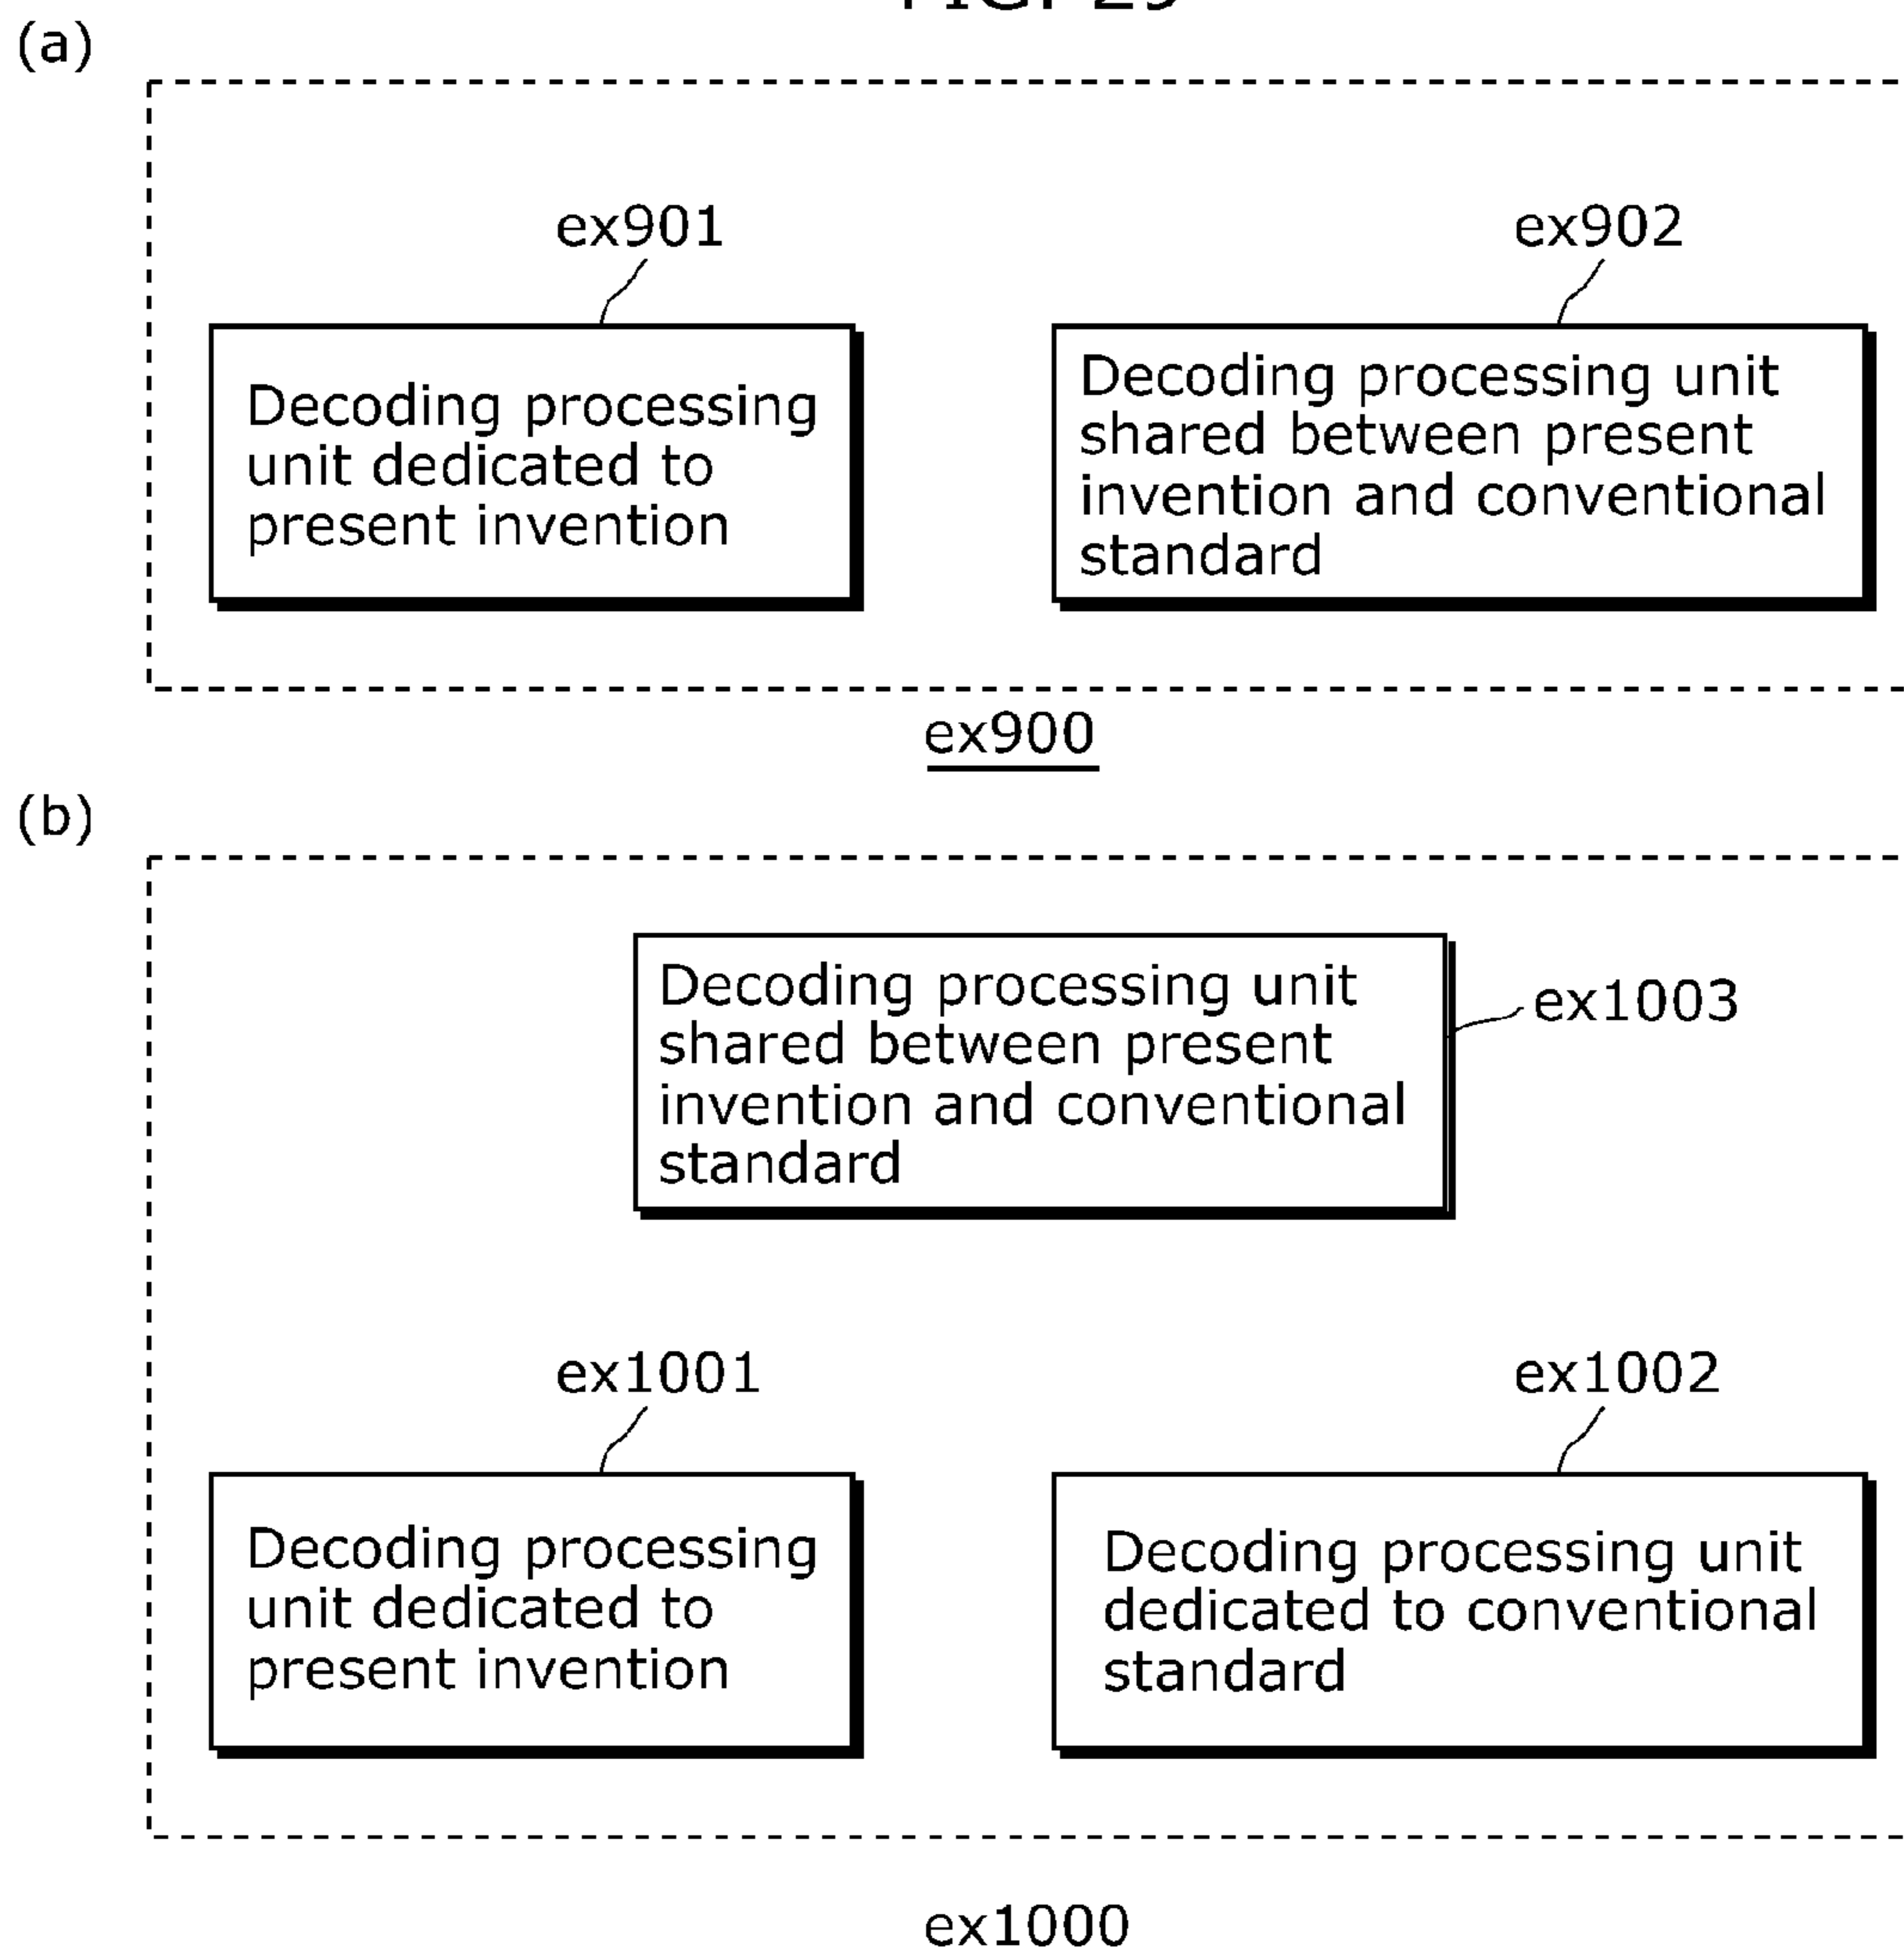 (a)
ex901
ex902
Decoding processing
unit dedicated to
present invention
Decoding processing unit
shared between present
invention and conventional
standard
ex900
(b)
Decoding processing unit
shared between present
invention and conventional
standard
ex1003
ex1001
ex1002
Decoding processing
unit dedicated to
present invention
Decoding processing unit
dedicated to conventional
standard
ex1000